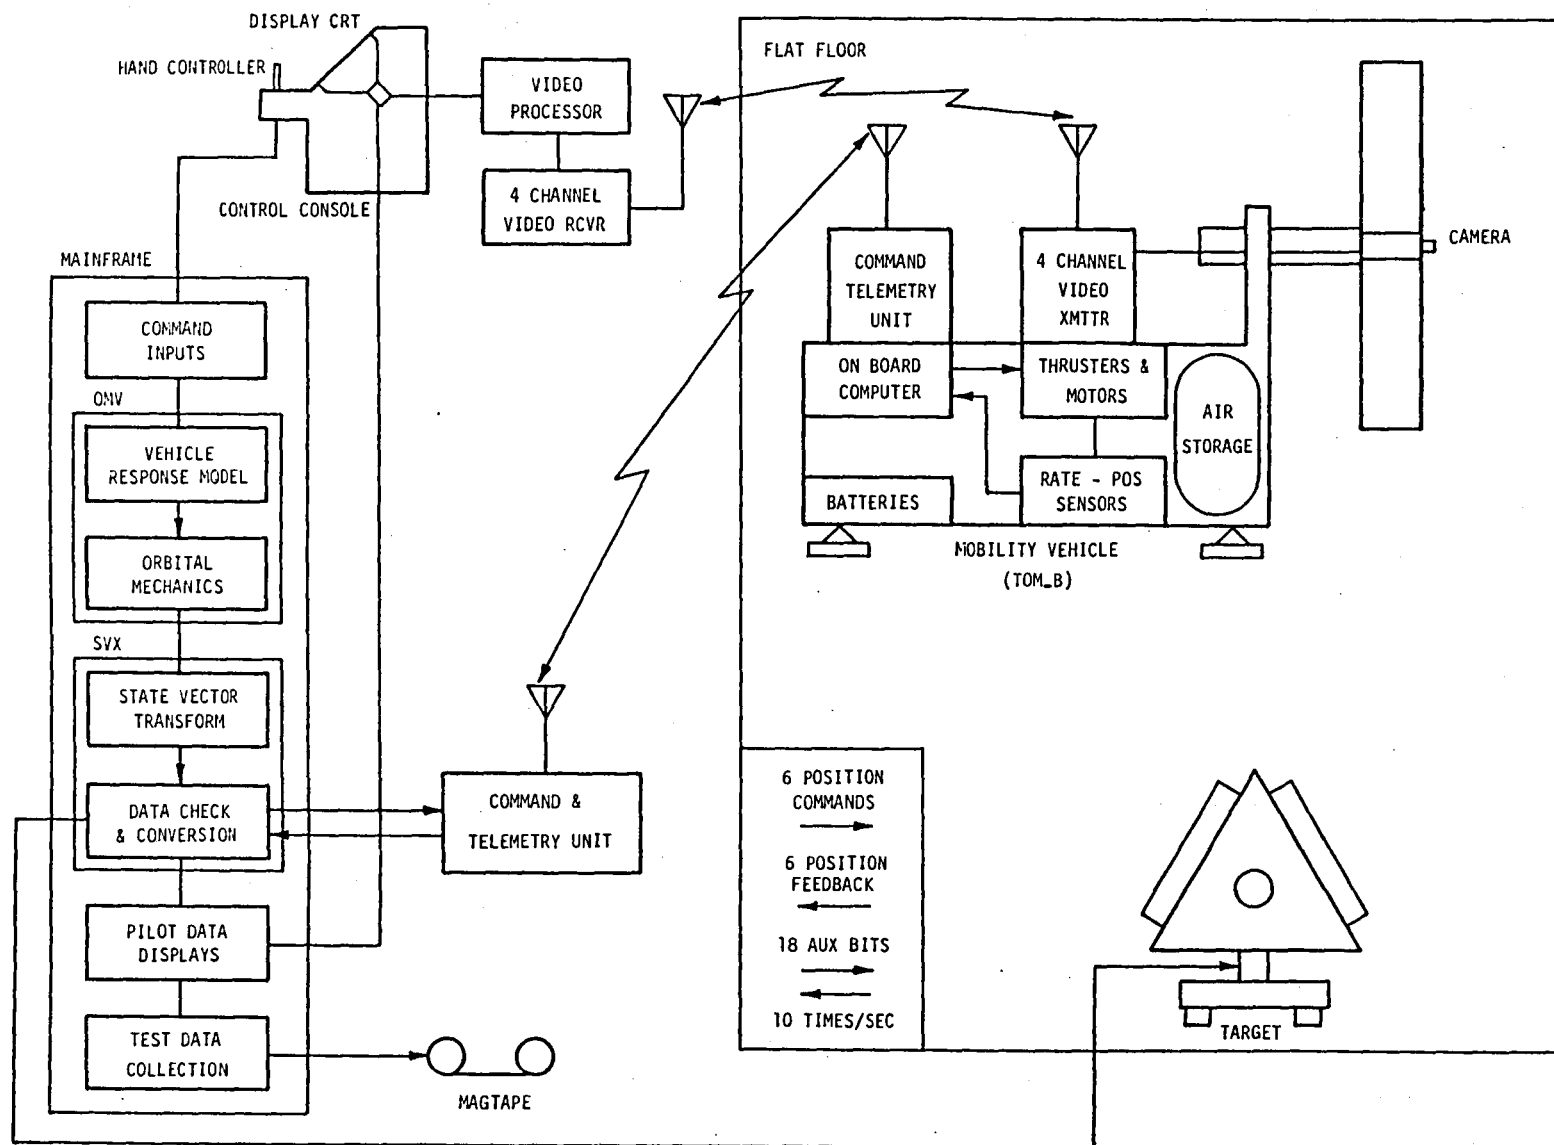 DISPLAY CRT
HAND CONTROLLER
CONTROL CONSOLE
VIDEO
PROCESSOR
4 CHANNEL
VIDEO RCVR
MAINFRAME
COMMAND
INPUTS
OMV
VEHICLE
RESPONSE MODEL
ORBITAL
MECHANICS
SVX
STATE VECTOR
TRANSFORM
DATA CHECK
& CONVERSION
PILOT DATA
DISPLAYS
TEST DATA
COLLECTION
MAGTAPE
COMMAND &
TELEMETRY UNIT
FLAT FLOOR
COMMAND
TELEMETRY
UNIT
4 CHANNEL
VIDEO
XMTTR
CAMERA
ON BOARD
COMPUTER
THRUSTERS &
MOTORS
AIR
STORAGE
BATTERIES
RATE - POS
SENSORS
MOBILITY VEHICLE
(TOM_B)
6 POSITION
COMMANDS
6 POSITION
FEEDBACK
18 AUX BITS
10 TIMES/SEC
TARGET